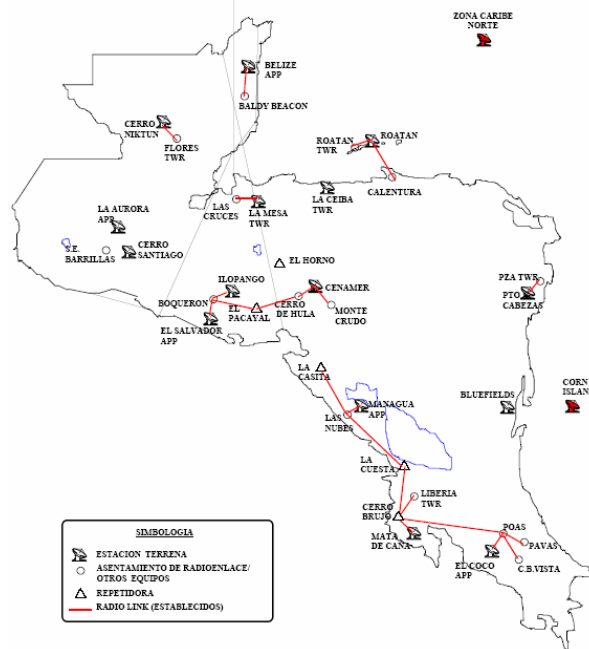 ZONA CARIBE
NORTE
BELIZE
APP
BALDY BEACON
CERRO
NIKTUN
FLORES
TWR
ROATAN
TWR
ROATAN
CALENTURA
LA CEIBA
TWR
LAS
CRUCES
LA MESA
TWR
LA AURORA
APP
S.E.
BARRILLAS
CERRO
SANTIAGO
EL HORNO
ILOPANGO
BOQUERON
EL
PACAYAL
CERRO
DE HULA
CENAMER
MONTE
CRUDO
EL SALVADOR
APP
PZA TWR
PTO
CABEZAS
LA
CASITA
MANAGUA
APP
LAS
NUBES
BLUEFIELDS
CORN
ISLAN
LA
CUESTA
LIBERIA
TWR
CERRO
BRUJO
MATA
DE CANA
POAS
PAVAS
EL COCO
APP
C.B.VISTA
SIMBOLOGIA
ESTACION TERRENA
ASENTAMIENTO DE RADIOENLACE/
OTROS EQUIPOS
REPETIDORA
RADIO LINK (ESTABLECIDOS)